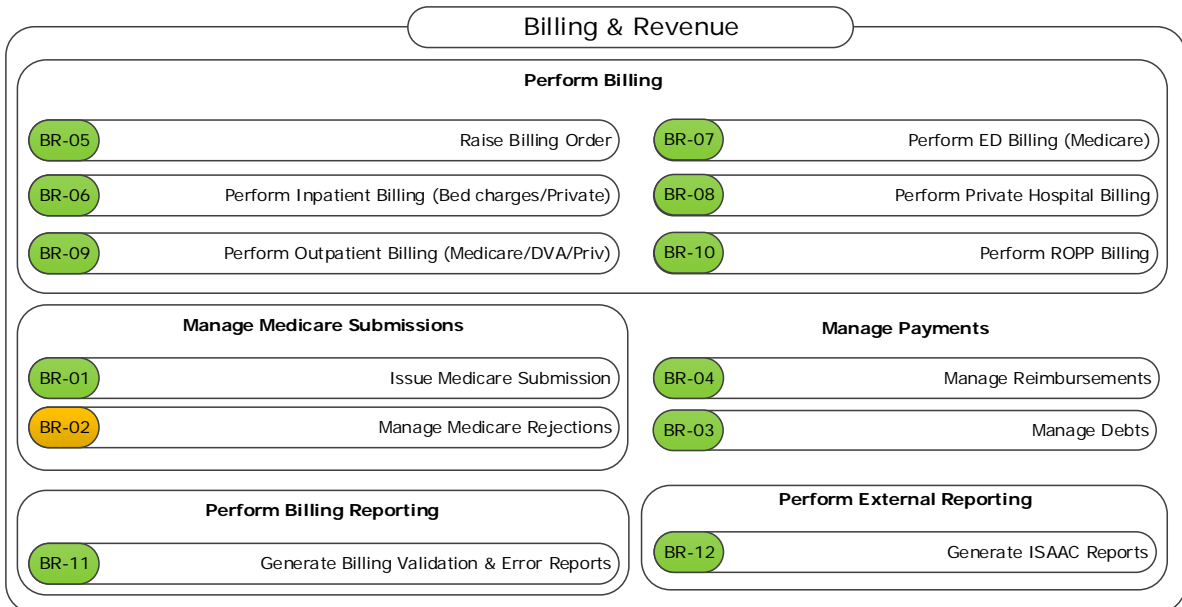 Billing & Revenue
Perform Billing
BR-05 Raise Billing Order
BR-07 Perform ED Billing (Medicare)
BR-06 Perform Inpatient Billing (Bed charges/Private)
BR-08 Perform Private Hospital Billing
BR-09 Perform Outpatient Billing (Medicare/DVA/Priv)
BR-10 Perform ROPP Billing
Manage Medicare Submissions
BR-01 Issue Medicare Submission
BR-02 Manage Medicare Rejections
Manage Payments
BR-04 Manage Reimbursements
BR-03 Manage Debts
Perform Billing Reporting
BR-11 Generate Billing Validation & Error Reports
Perform External Reporting
BR-12 Generate ISAAC Reports